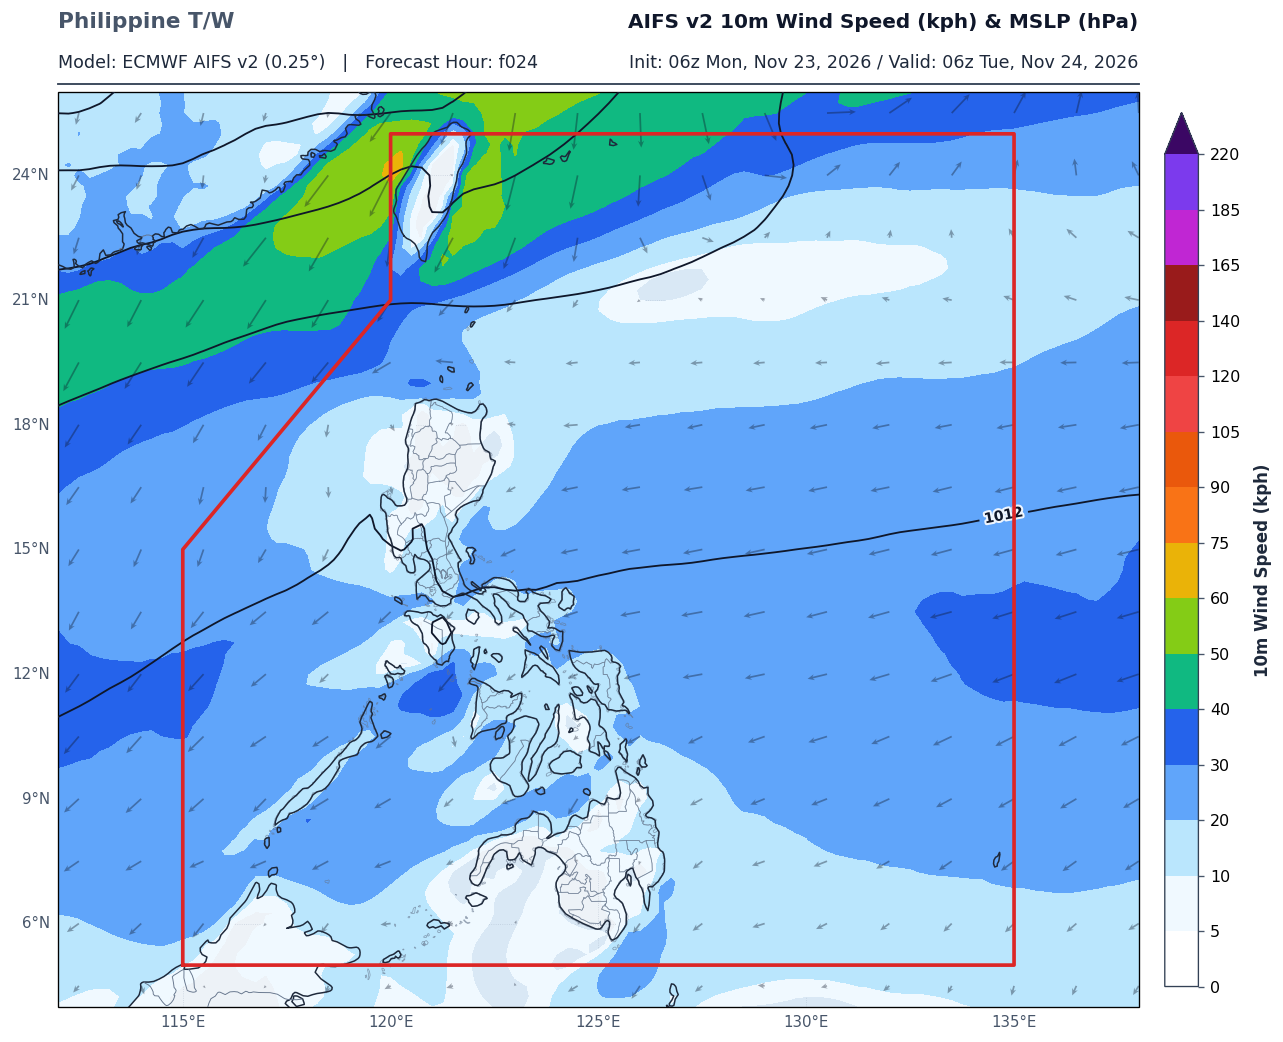 Philippine T/W
AIFS v2 10m Wind Speed (kph) & MSLP (hPa)
Model: ECMWF AIFS v2 (0.25°) | Forecast Hour: f024
Init: 06z Mon, Nov 23, 2026 / Valid: 06z Tue, Nov 24, 2026
24°N
21°N
18°N
15°N
12°N
9°N
6°N
115°E
120°E
125°E
130°E
135°E
1012
220
185
165
140
120
105
90
75
60
50
40
30
20
10
5
0
10m Wind Speed (kph)